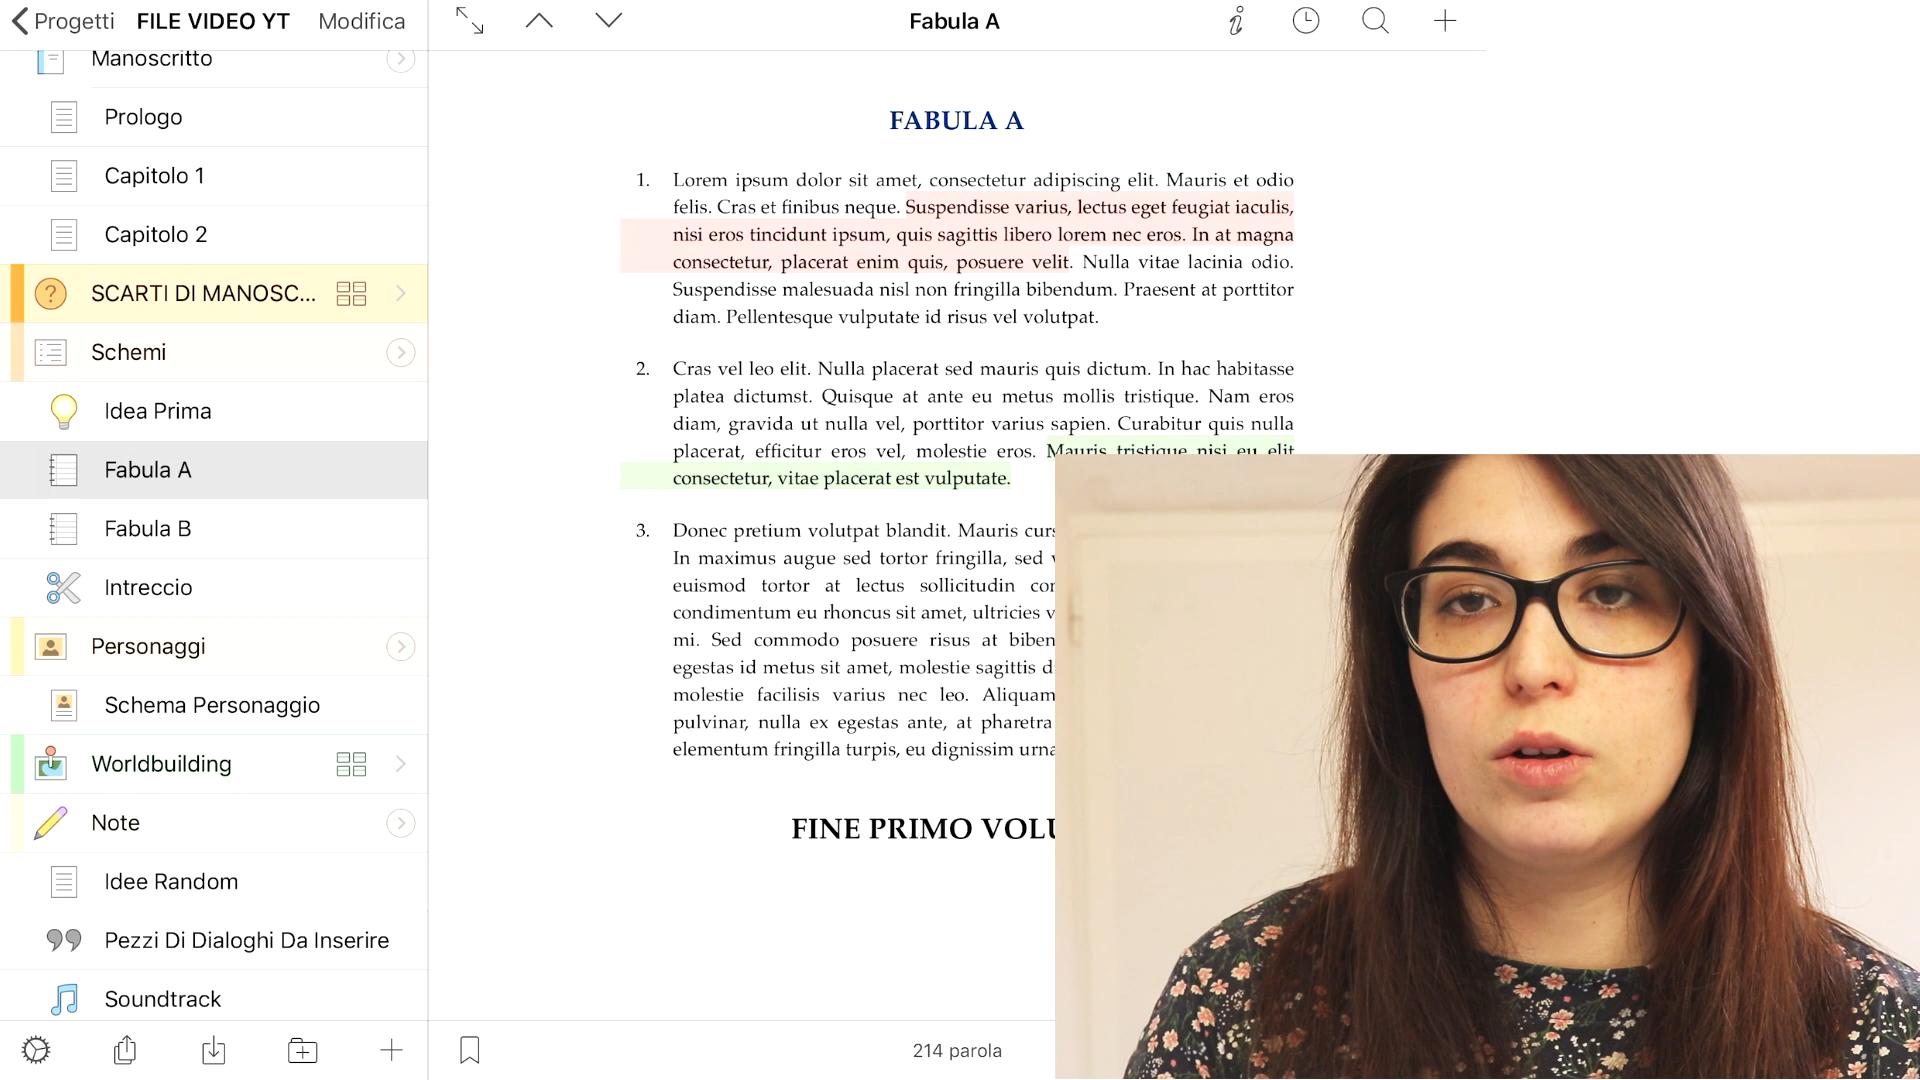 Progetti FILE VIDEO YT Modifica
Fabula A
Manoscritto
Prologo
Capitolo 1
Capitolo 2
SCARTI DI MANOSC...
Schemi
Idea Prima
Fabula A
Fabula B
Intreccio
Personaggi
Schema Personaggio
Worldbuilding
Note
Idee Random
Pezzi Di Dialoghi Da Inserire
Soundtrack
FABULA A
1. Lorem ipsum dolor sit amet, consectetur adipiscing elit. Mauris et odio
felis. Cras et finibus neque. Suspendisse varius, lectus eget feugiat iaculis,
nisi eros tincidunt ipsum, quis sagittis libero lorem nec eros. In at magna
consectetur, placerat enim quis, posuere velit. Nulla vitae lacinia odio.
Suspendisse malesuada nisl non fringilla bibendum. Praesent at porttitor
diam. Pellentesque vulputate id risus vel volutpat.
2. Cras vel leo elit. Nulla placerat sed mauris quis dictum. In hac habitasse
platea dictumst. Quisque at ante eu metus mollis tristique. Nam eros
diam, gravida ut nulla vel, porttitor varius sapien. Curabitur quis nulla
placerat, efficitur eros vel, molestie eros. Mauris tristique nisi eu elit
consectetur, vitae placerat est vulputate.
3. Donec pretium volutpat blandit. Mauris curs
In maximus augue sed tortor fringilla, sed
euismod tortor at lectus sollicitudin
condimentum eu rhoncus sit amet, ultricies
mi. Sed commodo posuere risus at biben
egestas id metus sit amet, molestie sagittis
molestie facilisis varius nec leo. Aliquam
pulvinar, nulla ex egestas ante, at pharetra
elementum fringilla turpis, eu dignissim urna
FINE PRIMO VOLU
214 parola